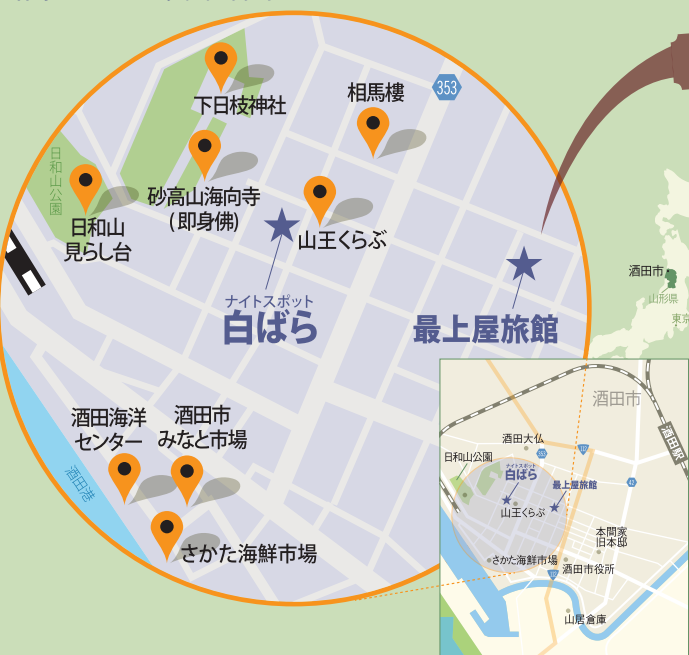 下日枝神社
相馬樓
353
日和山公園
砂高山海向寺
(即身佛)
日和山
見らし台
山王くらぶ
ナイトスポット
白ばら
最上屋旅館
酒田市
山形県
東京
酒田海洋
センター
酒田市
みなと市場
酒田港
さかた海鮮市場
酒田市
酒田駅
酒田大仏
日和山公園
353
112
42
ナイトスポット
白ばら
最上屋旅館
山王くらぶ
本間家
旧本邸
さかた海鮮市場
酒田市役所
112
山居倉庫